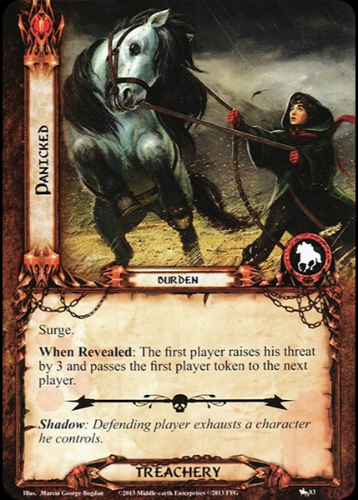 PANICKED
BURDEN
Surge.
When Revealed: The first player raises his threat
by 3 and passes the first player token to the next
player.
Shadow: Defending player exhausts a character
he controls.
TREACHERY
Illus. Marcin George-Bogdan ©2013 Middle-earth Enterprises ©2013 FFG 83